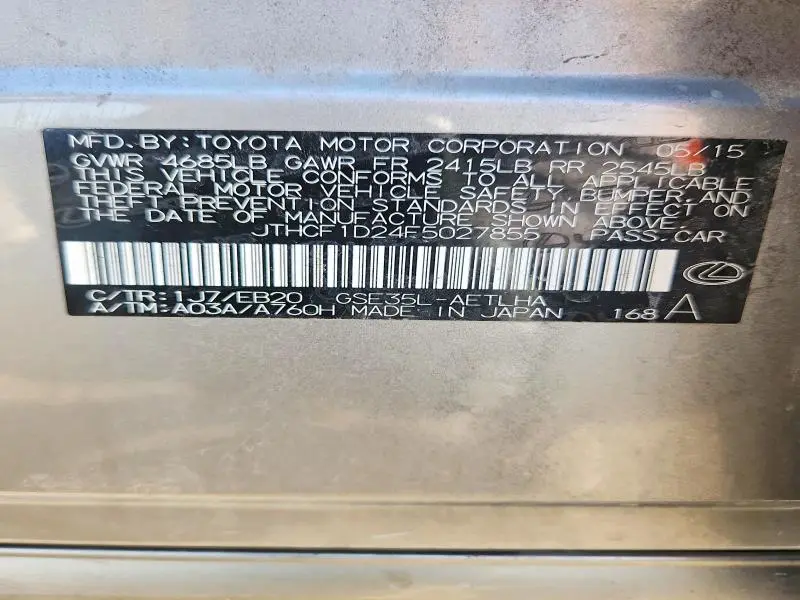 MFD. BY: TOYOTA MOTOR CORPORATION 05/15
GVWR 4685LB GAWR FR 2415LB RR 2545LB
THIS VEHICLE CONFORMS TO ALL APPLICABLE
FEDERAL MOTOR VEHICLE SAFETY, BUMPER, AND
THEFT PREVENTION STANDARDS IN EFFECT ON
THE DATE OF MANUFACTURE SHOWN ABOVE.
PASS. CAR
C/TR: 1J7/EB20 GSE35L-AETLHA
A/TM: A03A/A760H MADE IN JAPAN 168 A